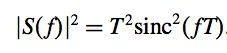 |S(f)|² = T²sinc²(fT).